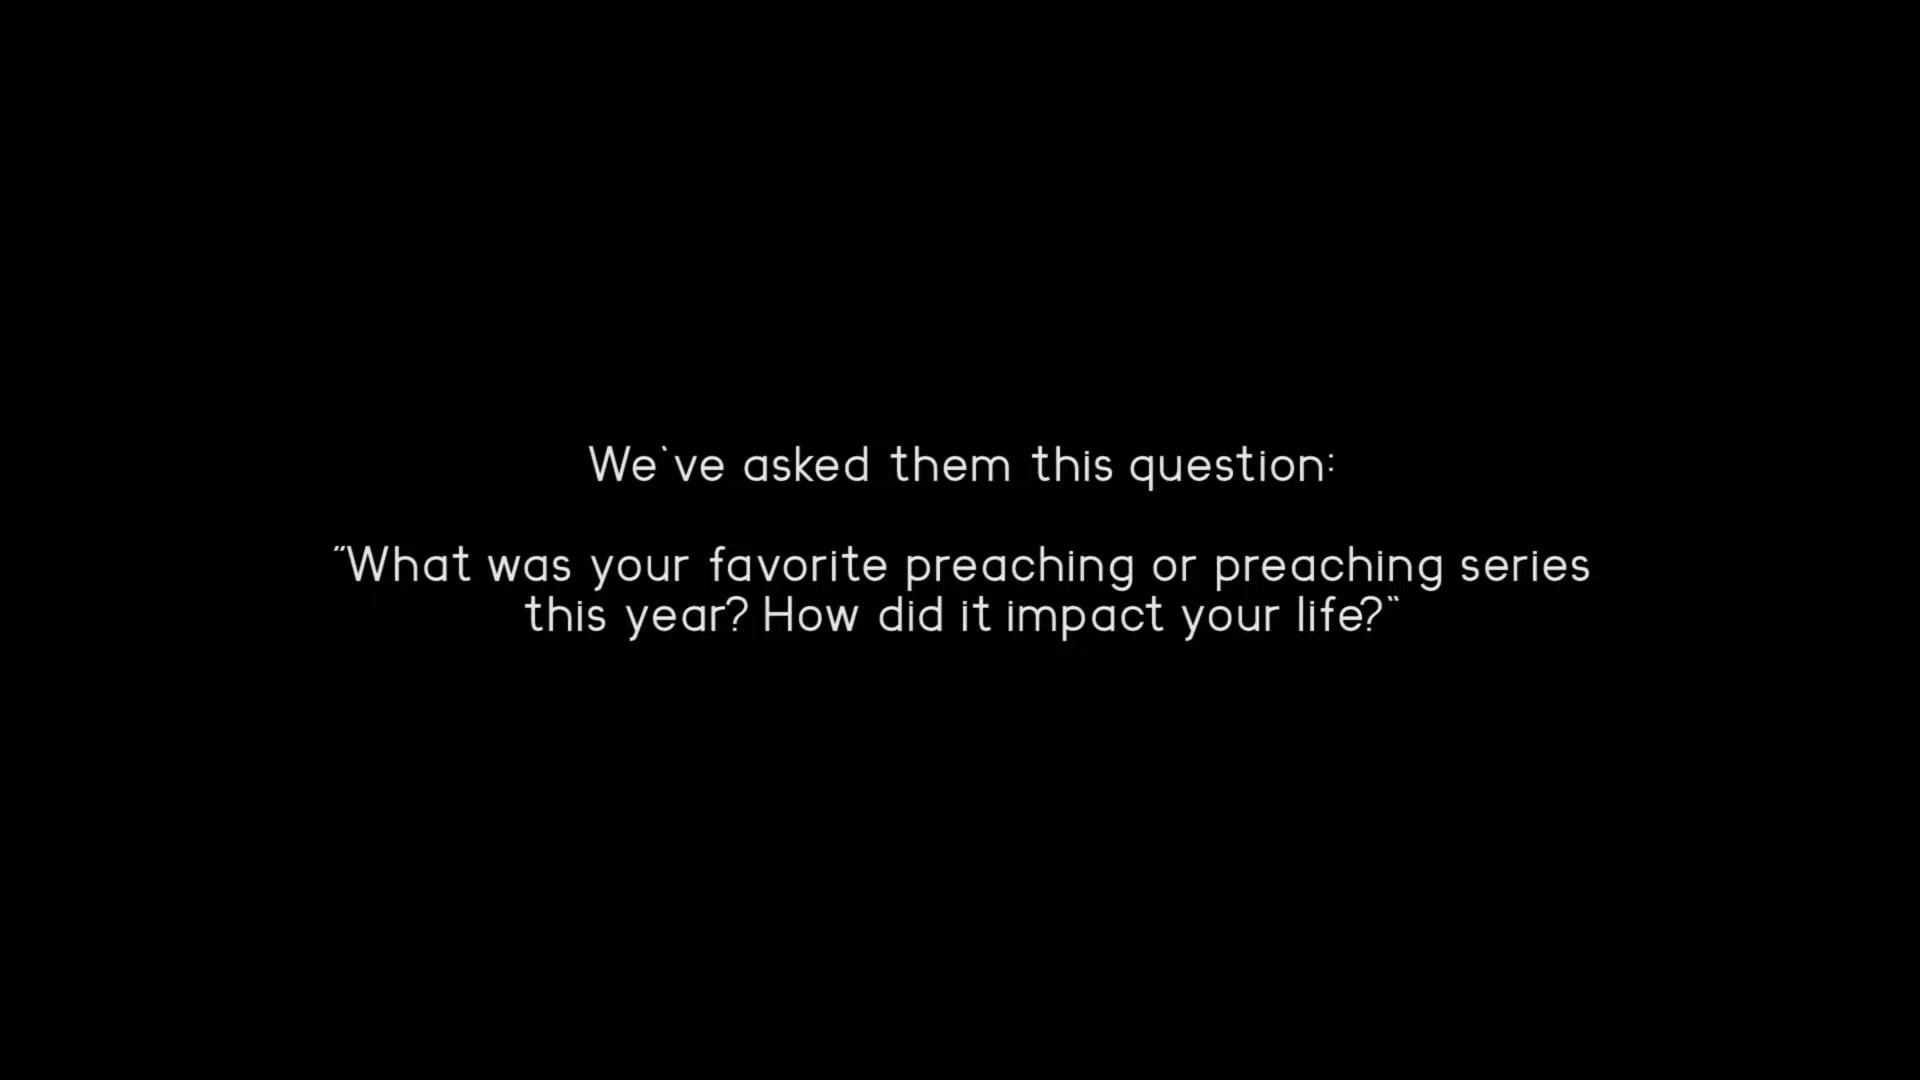 We`ve asked them this question:
"What was your favorite preaching or preaching series
this year? How did it impact your life?"